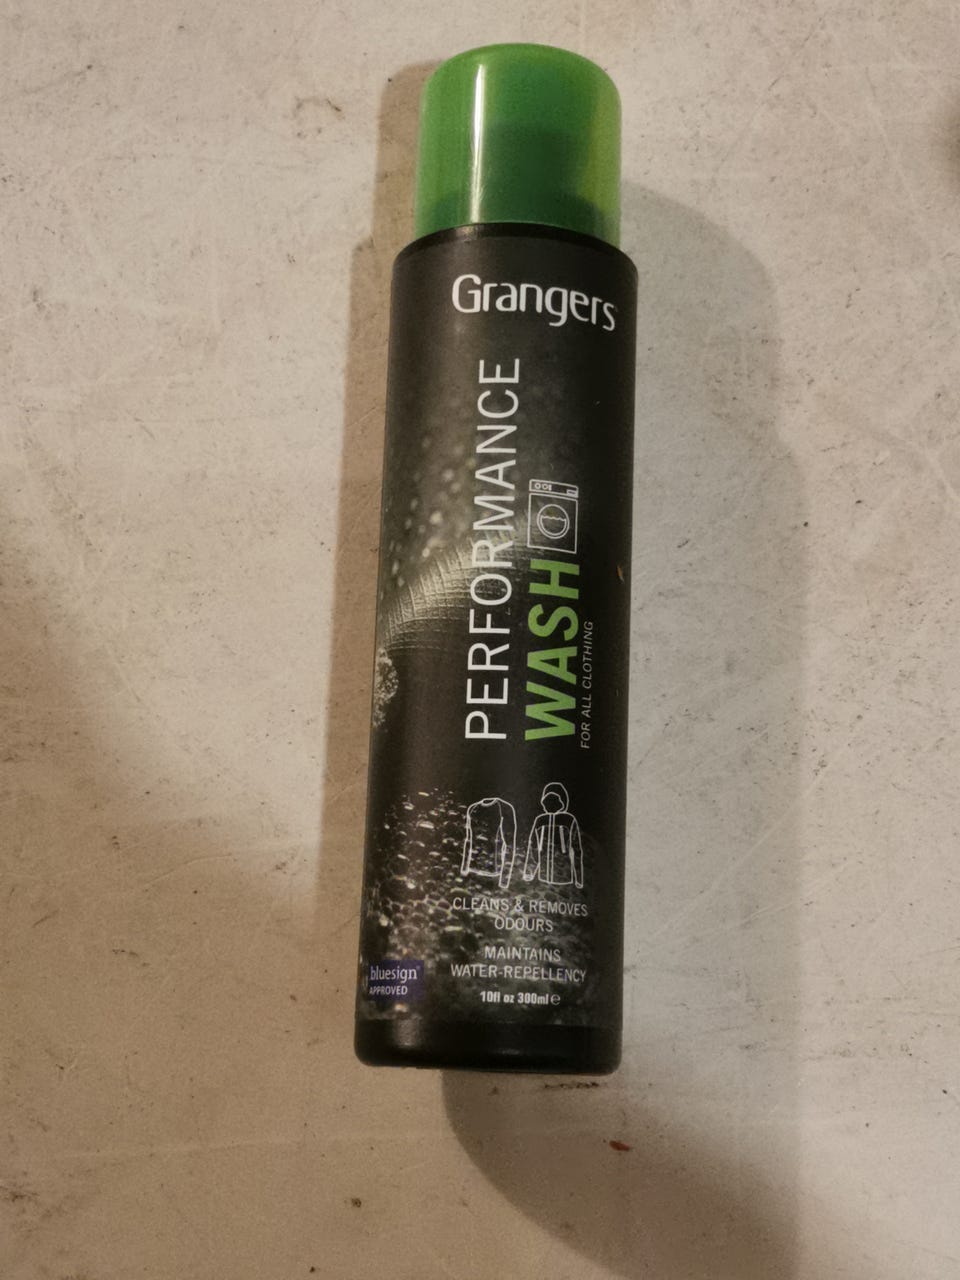 Grangers
PERFORMANCE
WASH
FOR ALL CLOTHING
CLEANS & REMOVES
ODOURS
MAINTAINS
WATER-REPELLENCY
bluesign
APPROVED
10fl oz 300ml ℮